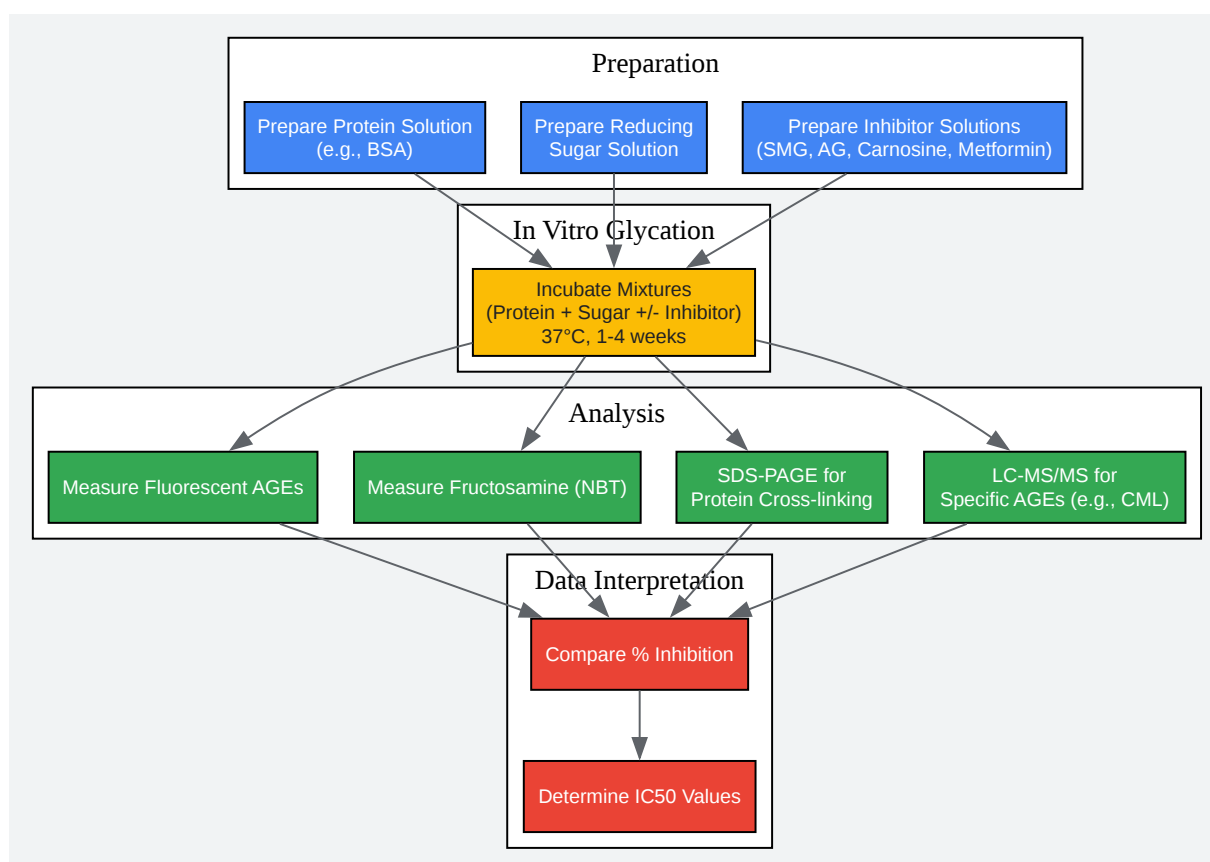 Preparation
Prepare Protein Solution
(e.g., BSA)
Prepare Reducing
Sugar Solution
Prepare Inhibitor Solutions
(SMG, AG, Carnosine, Metformin)
In Vitro Glycation
Incubate Mixtures
(Protein + Sugar +/- Inhibitor)
37°C, 1-4 weeks
Analysis
Measure Fluorescent AGEs
Measure Fructosamine (NBT)
SDS-PAGE for
Protein Cross-linking
LC-MS/MS for
Specific AGEs (e.g., CML)
Data Interpretation
Compare % Inhibition
Determine IC50 Values